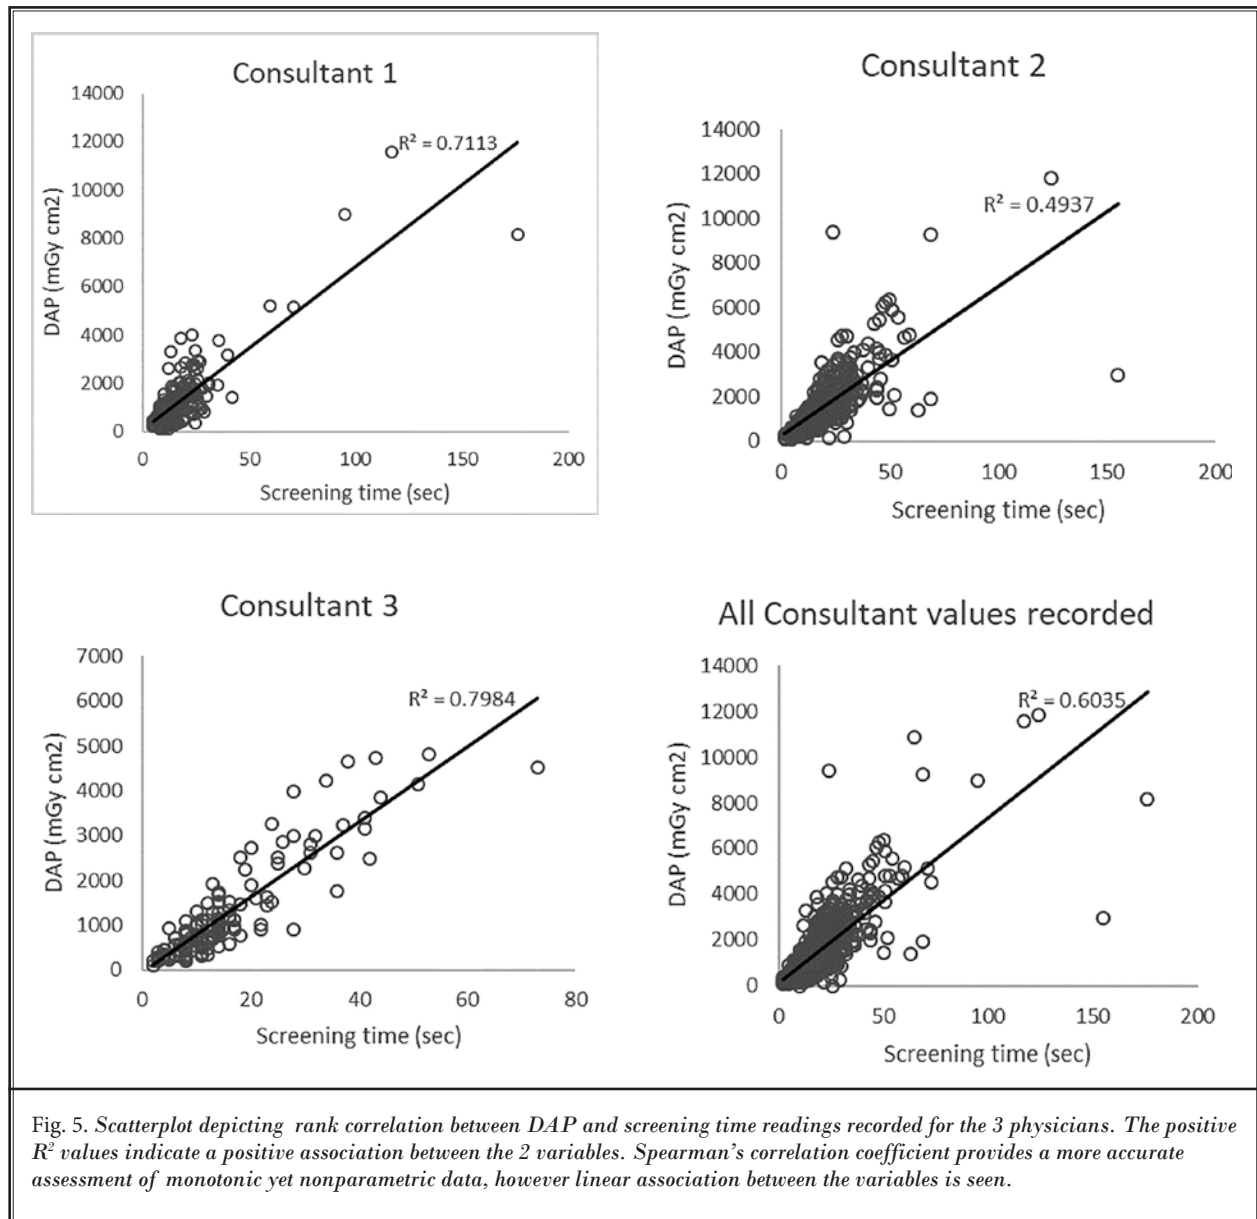 Consultant 1
14000
12000
10000
8000
6000
4000
2000
0
DAP (mGy cm2)
R² = 0.7113
0 50 100 150 200
Screening time (sec)
Consultant 2
14000
12000
10000
8000
6000
4000
2000
0
DAP (mGy cm2)
R² = 0.4937
0 50 100 150 200
Screening time (sec)
Consultant 3
7000
6000
5000
4000
3000
2000
1000
0
DAP (mGy cm2)
R² = 0.7984
0 20 40 60 80
Screening time (sec)
All Consultant values recorded
14000
12000
10000
8000
6000
4000
2000
0
DAP (mGy cm2)
R² = 0.6035
0 50 100 150 200
Screening time (sec)
Fig. 5. Scatterplot depicting rank correlation between DAP and screening time readings recorded for the 3 physicians. The positive
R² values indicate a positive association between the 2 variables. Spearman's correlation coefficient provides a more accurate
assessment of monotonic yet nonparametric data, however linear association between the variables is seen.